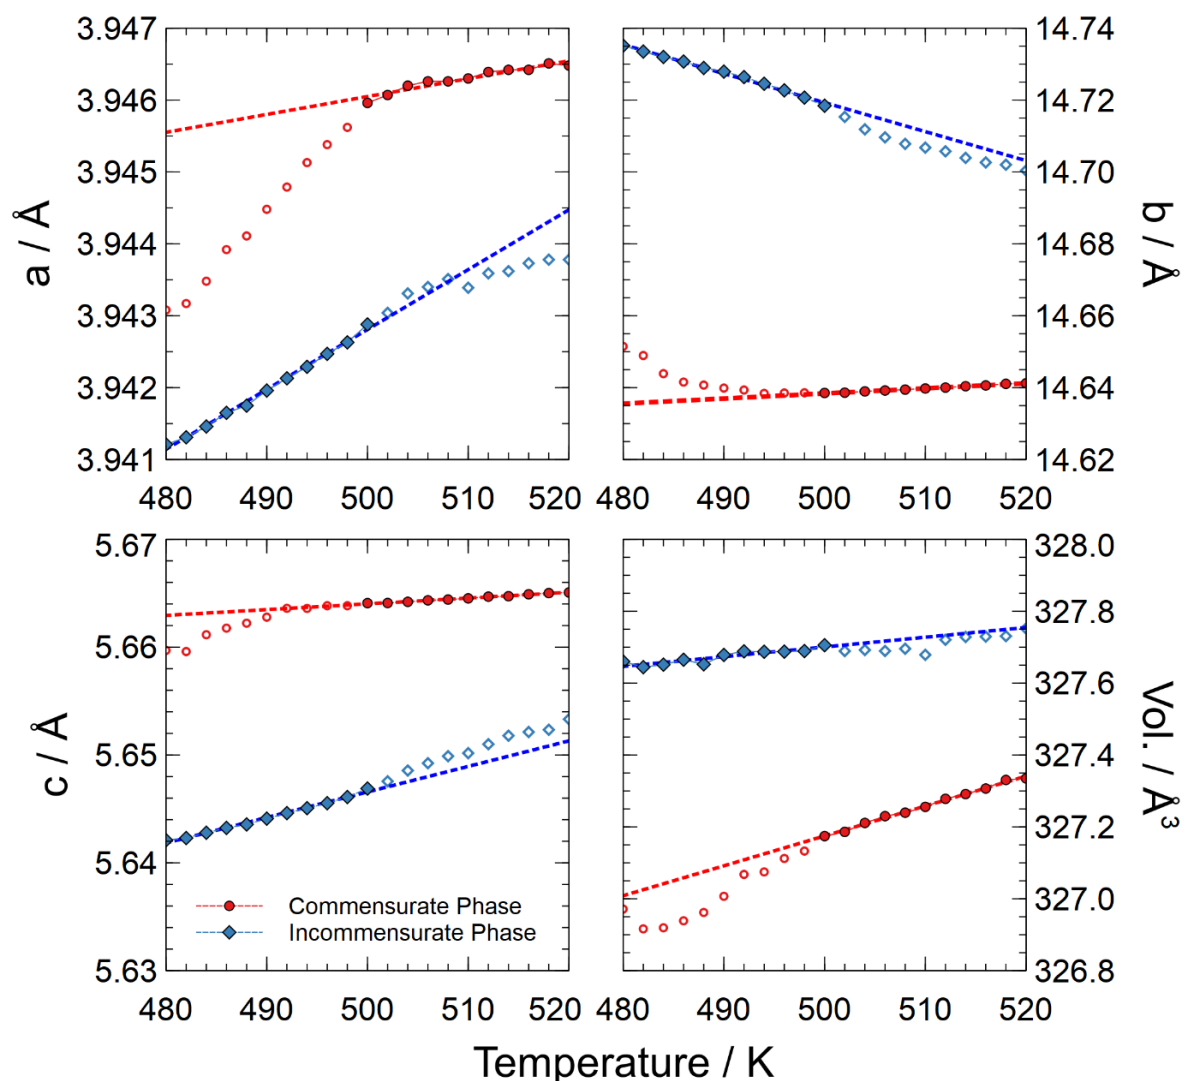 3.947
3.946
3.945
3.944
3.943
3.942
3.941
a / Å
480 490 500 510 520
14.74
14.72
14.70
14.68
14.66
14.64
14.62
b / Å
480 490 500 510 520
5.67
5.66
5.65
5.64
5.63
c / Å
Commensurate Phase
Incommensurate Phase
480 490 500 510 520
328.0
327.8
327.6
327.4
327.2
327.0
326.8
Vol. / Å³
480 490 500 510 520
Temperature / K